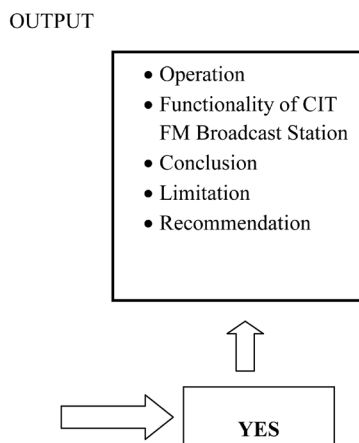 OUTPUT
• Operation
• Functionality of CIT
FM Broadcast Station
• Conclusion
• Limitation
• Recommendation
YES